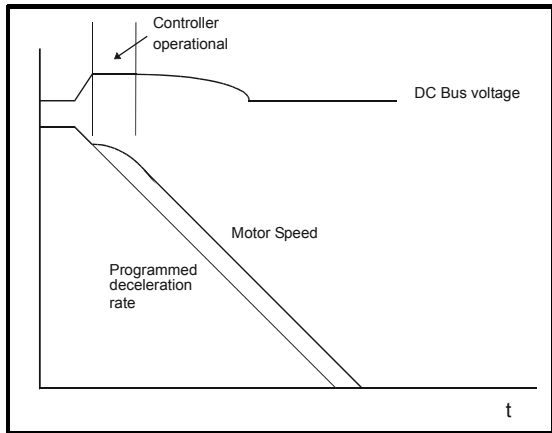 Controller
operational
DC Bus voltage
Motor Speed
Programmed
deceleration
rate
t